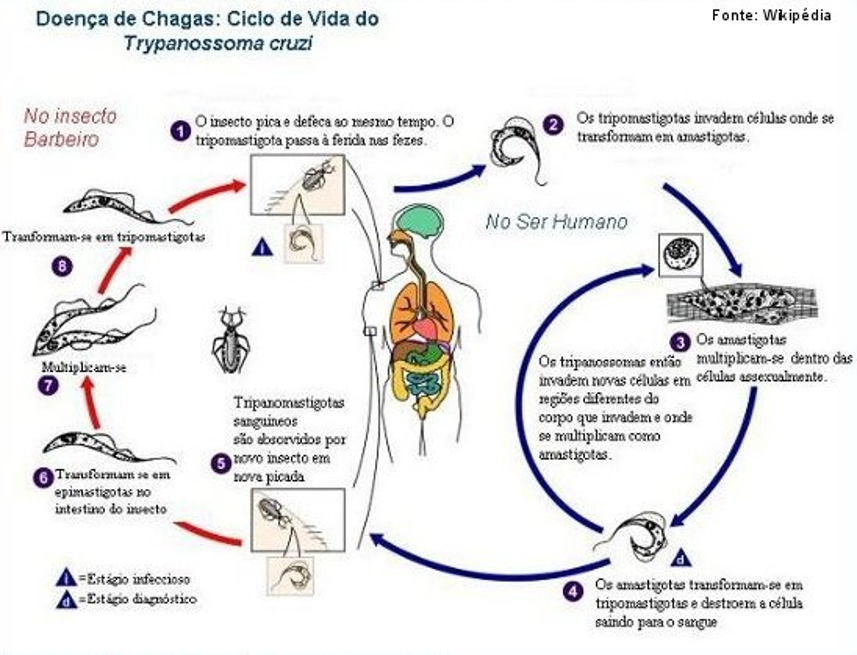 Doença de Chagas: Ciclo de Vida do
Trypanossoma cruzi
Fonte: Wikipédia
No insecto
Barbeiro
1 O insecto pica e defeca ao mesmo tempo. O
tripomastigota passa à ferida nas fezes.
2 Os tripomastigotas invadem células onde se
transformam em amastigotas.
No Ser Humano
3 Os amastigotas
multiplicam-se dentro das
células assexualmente.
Os tripanossomas então
invadem novas células em
regiões diferentes do
corpo que invadem e onde
se multiplicam como
amastigotas.
d
4 Os amastigotas transformam-se em
tripomastigotas e destroem a célula
saindo para o sangue
Tripanomastigotas
sanguineos
são absorvidos por
5 novo insecto em
nova picada
6 Transformam se em
epimastigotas no
intestino do insecto
Multiplicam-se
7
Tranformam-se em tripomastigotas
8
i
i =Estágio infeccioso
d =Estágio diagnóstico